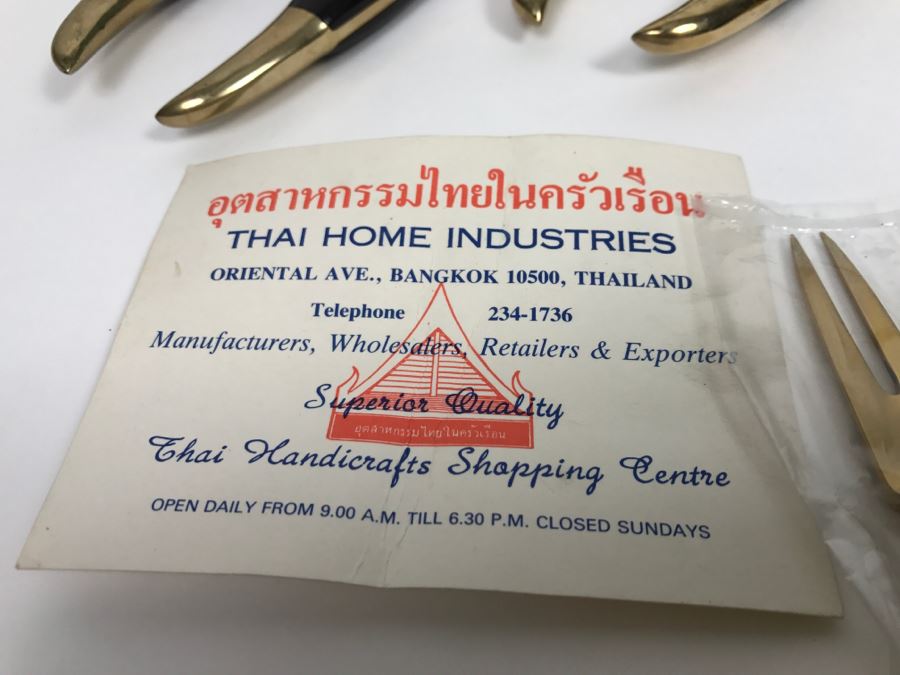 อุตสาหกรรมไทยในครัวเรือน
THAI HOME INDUSTRIES
ORIENTAL AVE., BANGKOK 10500, THAILAND
Telephone 234-1736
Manufacturers, Wholesalers, Retailers & Exporters
Superior Quality
อุตสาหกรรมไทยในครัวเรือน
Thai Handicrafts Shopping Centre
OPEN DAILY FROM 9.00 A.M. TILL 6.30 P.M. CLOSED SUNDAYS